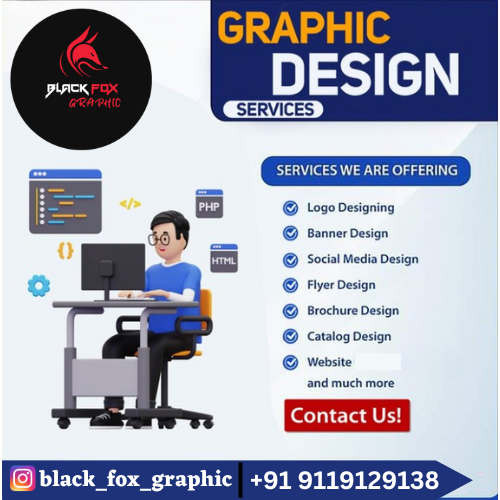 BLACK FOX
GRAPHIC
GRAPHIC
DESIGN
SERVICES
SERVICES WE ARE OFFERING
Logo Designing
Banner Design
Social Media Design
Flyer Design
Brochure Design
Catalog Design
Website
and much more
Contact Us!
</>
PHP
{}
HTML
black_fox_graphic
+91 9119129138